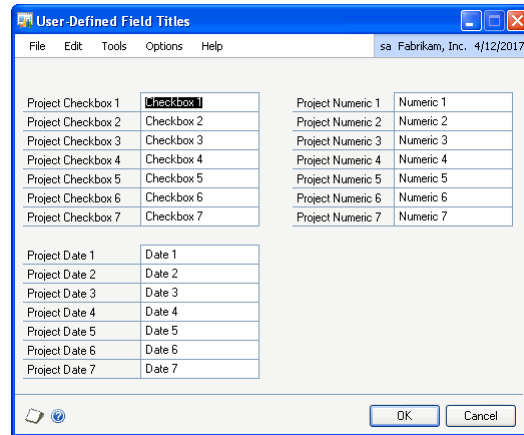 User-Defined Field Titles
File Edit Tools Options Help sa Fabrikam, Inc. 4/12/2017
Project Checkbox 1 Checkbox 1 Project Numeric 1 Numeric 1
Project Checkbox 2 Checkbox 2 Project Numeric 2 Numeric 2
Project Checkbox 3 Checkbox 3 Project Numeric 3 Numeric 3
Project Checkbox 4 Checkbox 4 Project Numeric 4 Numeric 4
Project Checkbox 5 Checkbox 5 Project Numeric 5 Numeric 5
Project Checkbox 6 Checkbox 6 Project Numeric 6 Numeric 6
Project Checkbox 7 Checkbox 7 Project Numeric 7 Numeric 7
Project Date 1 Date 1
Project Date 2 Date 2
Project Date 3 Date 3
Project Date 4 Date 4
Project Date 5 Date 5
Project Date 6 Date 6
Project Date 7 Date 7
OK Cancel